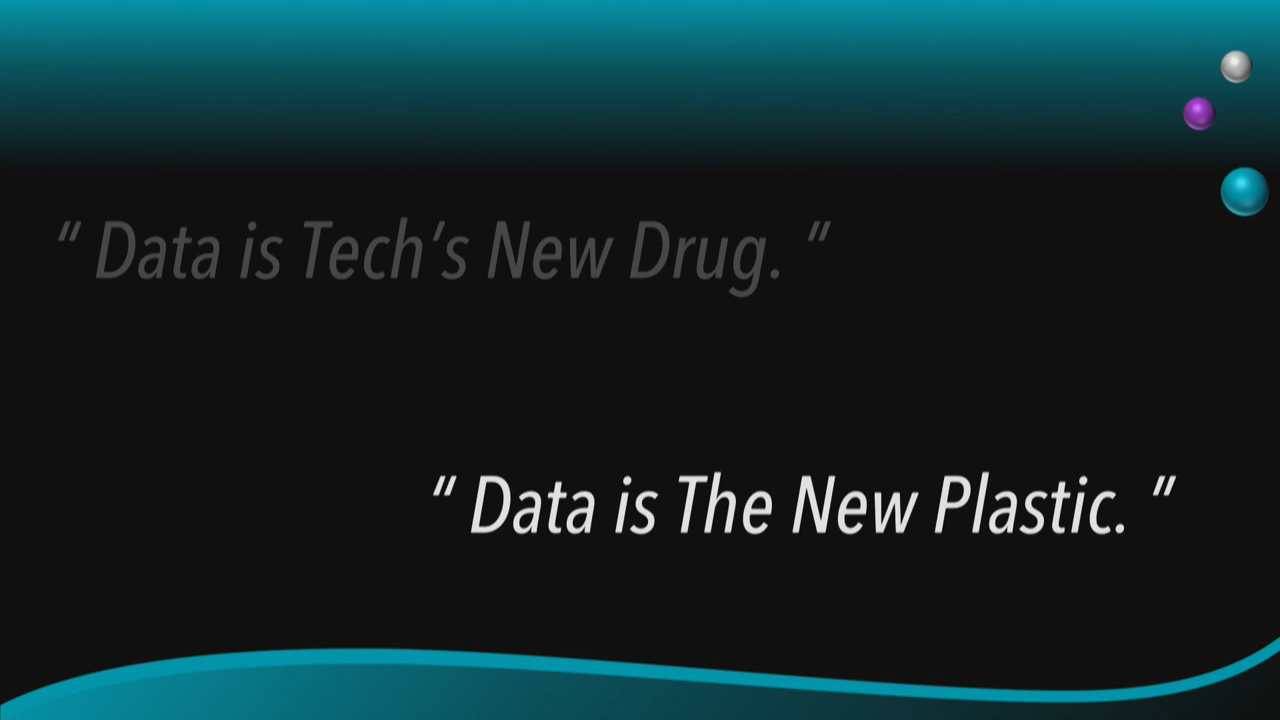 “ Data is Tech’s New Drug. ”
“ Data is The New Plastic. ”